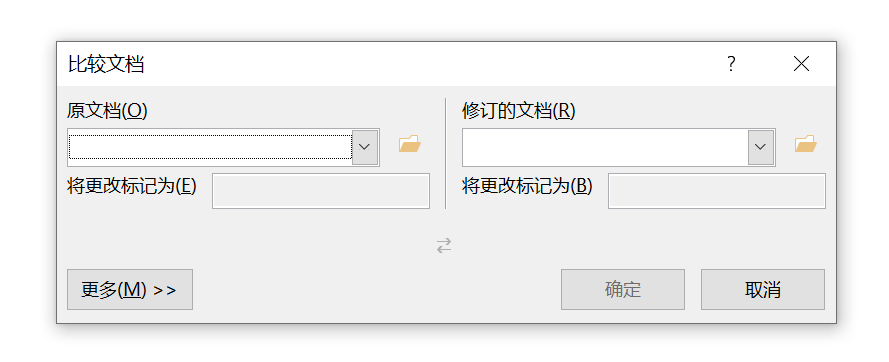 比较文档
?
原文档(O)
修订的文档(R)
将更改标记为(E)
将更改标记为(B)
更多(M) >>
确定
取消